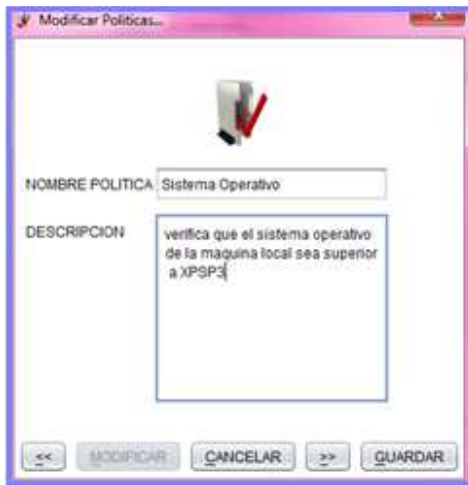 Modificar Politicas...
NOMBRE POLITICA Sistema Operativo
DESCRIPCION
verifica que el sistema operativo
de la maquina local sea superior
a XPSP3
<< MODIFICAR CANCELAR >> GUARDAR